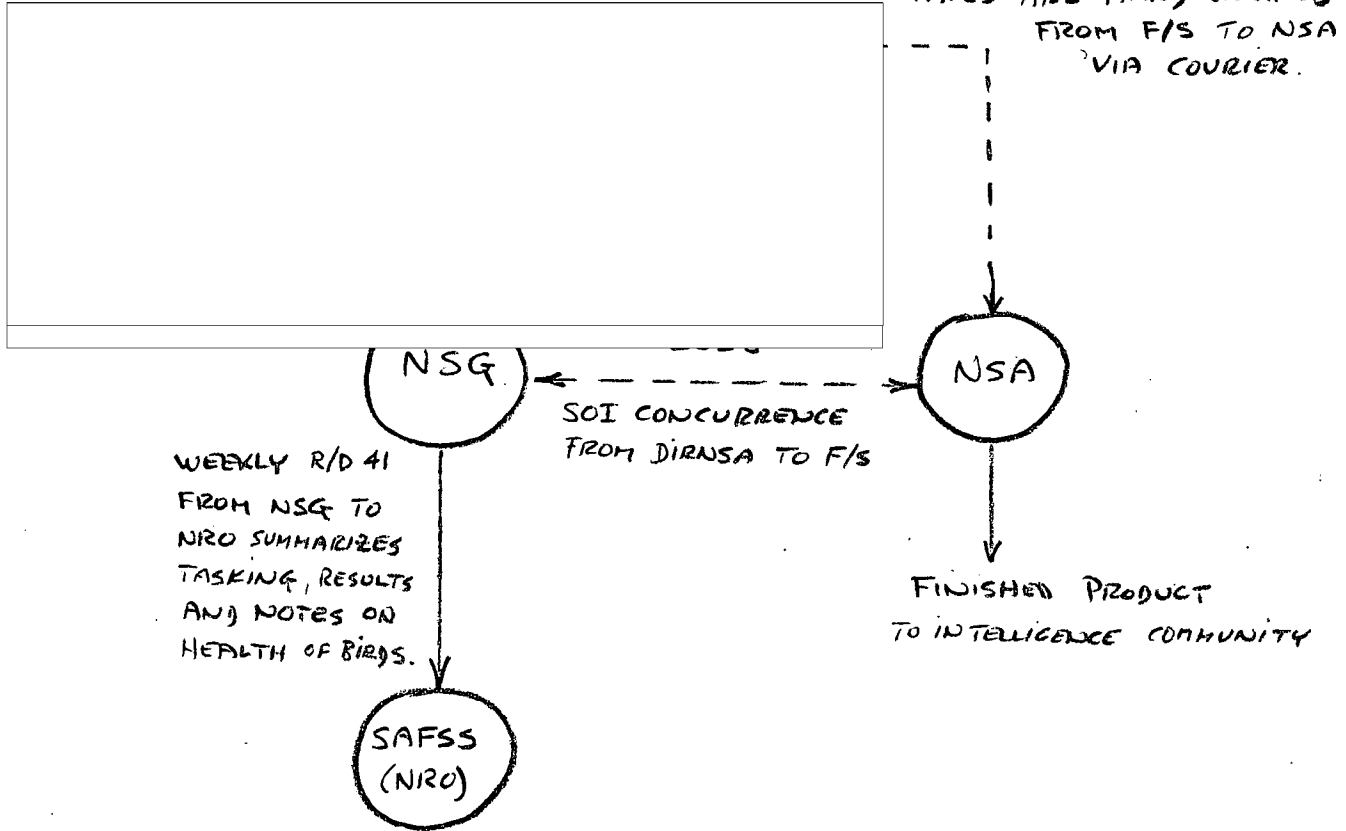 FROM F/S TO NSA
VIA COURIER.
NSG
NSA
SOI CONCURRENCE
FROM DIRNSA TO F/S
WEEKLY R/D 41
FROM NSG TO
NRO SUMMARIZES
TASKING, RESULTS
AND NOTES ON
HEALTH OF BIRDS.
FINISHED PRODUCT
TO INTELLIGENCE COMMUNITY
SAFSS
(NRO)